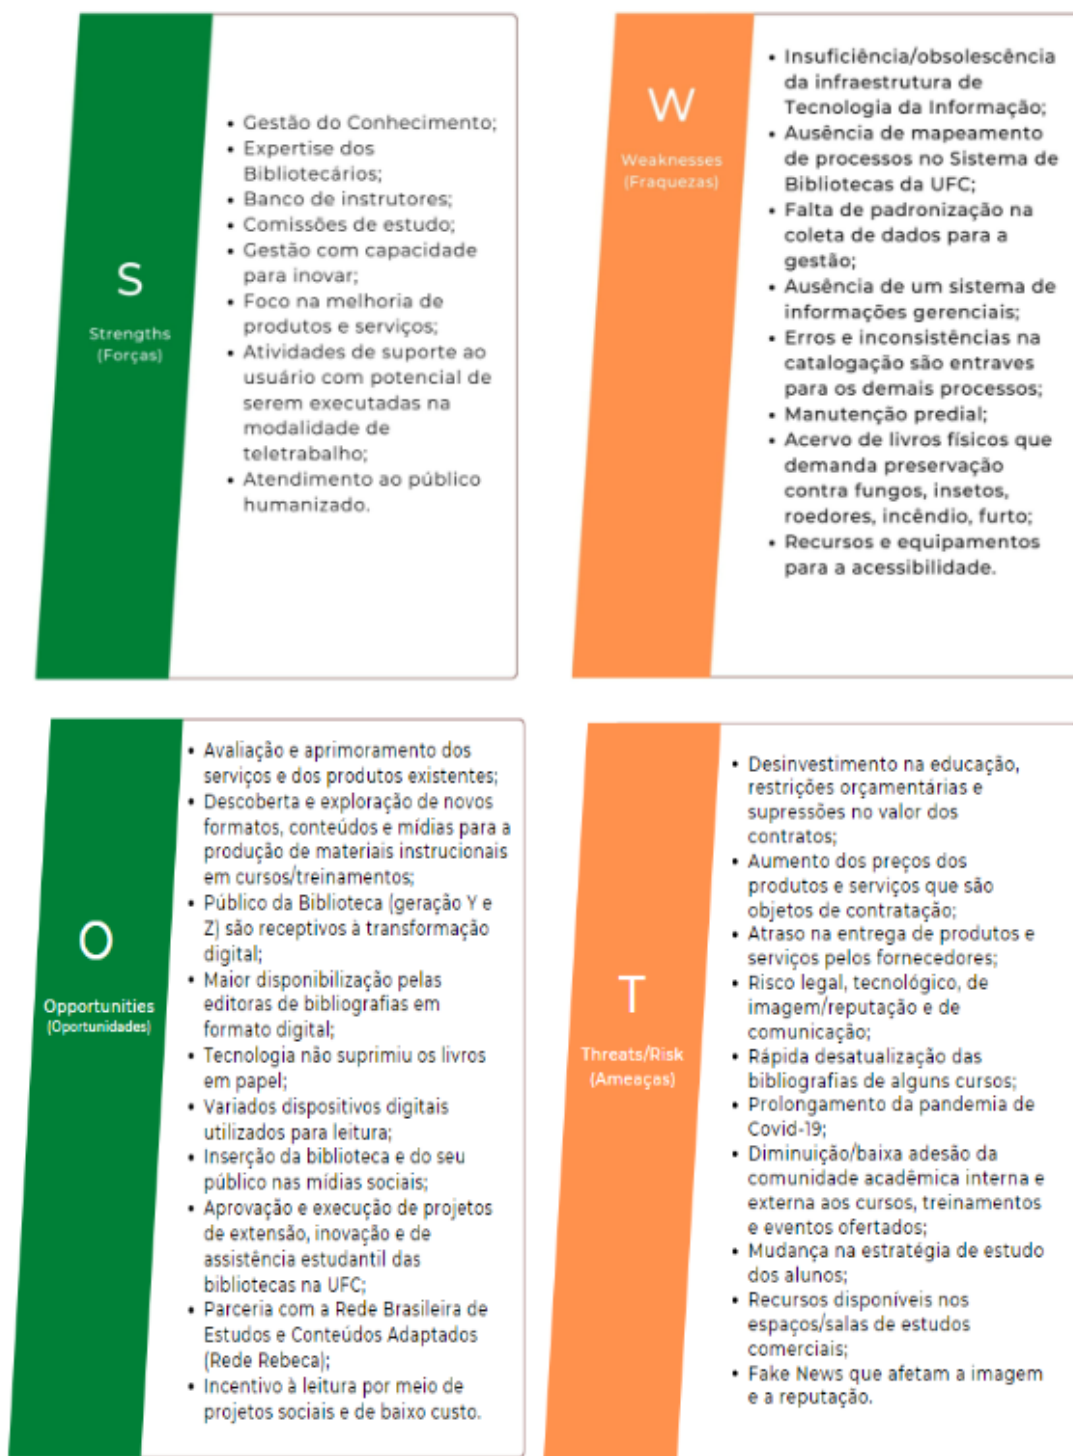 S
Strengths
(Forças)
• Gestão do Conhecimento;
• Expertise dos
Bibliotecários;
• Banco de instrutores;
• Comissões de estudo;
• Gestão com capacidade
para inovar;
• Foco na melhoria de
produtos e serviços;
• Atividades de suporte ao
usuário com potencial de
serem executadas na
modalidade de
teletrabalho;
• Atendimento ao público
humanizado.
W
Weaknesses
(Fraquezas)
• Insuficiência/obsolescência
da infraestrutura de
Tecnologia da Informação;
• Ausência de mapeamento
de processos no Sistema de
Bibliotecas da UFC;
• Falta de padronização na
coleta de dados para a
gestão;
• Ausência de um sistema de
informações gerenciais;
• Erros e inconsistências na
catalogação são entraves
para os demais processos;
• Manutenção predial;
• Acervo de livros físicos que
demanda preservação
contra fungos, insetos,
roedores, incêndio, furto;
• Recursos e equipamentos
para a acessibilidade.
O
Opportunities
(Oportunidades)
• Avaliação e aprimoramento dos
serviços e dos produtos existentes;
• Descoberta e exploração de novos
formatos, conteúdos e mídias para a
produção de materiais instrucionais
em cursos/treinamentos;
• Público da Biblioteca (geração Y e
Z) são receptivos à transformação
digital;
• Maior disponibilização pelas
editoras de bibliografias em
formato digital;
• Tecnologia não suprimiu os livros
em papel;
• Variados dispositivos digitais
utilizados para leitura;
• Inserção da biblioteca e do seu
público nas mídias sociais;
• Aprovação e execução de projetos
de extensão, inovação e de
assistência estudantil das
bibliotecas na UFC;
• Parceria com a Rede Brasileira de
Estudos e Conteúdos Adaptados
(Rede Rebeca);
• Incentivo à leitura por meio de
projetos sociais e de baixo custo.
T
Threats/Risk
(Ameaças)
• Desinvestimento na educação,
restrições orçamentárias e
supressões no valor dos
contratos;
• Aumento dos preços dos
produtos e serviços que são
objetos de contratação;
• Atraso na entrega de produtos e
serviços pelos fornecedores;
• Risco legal, tecnológico, de
imagem/reputação e de
comunicação;
• Rápida desatualização das
bibliografias de alguns cursos;
• Prolongamento da pandemia de
Covid-19;
• Diminuição/baixa adesão da
comunidade acadêmica interna e
externa aos cursos, treinamentos
e eventos ofertados;
• Mudança na estratégia de estudo
dos alunos;
• Recursos disponíveis nos
espaços/salas de estudos
comerciais;
• Fake News que afetam a imagem
e a reputação.